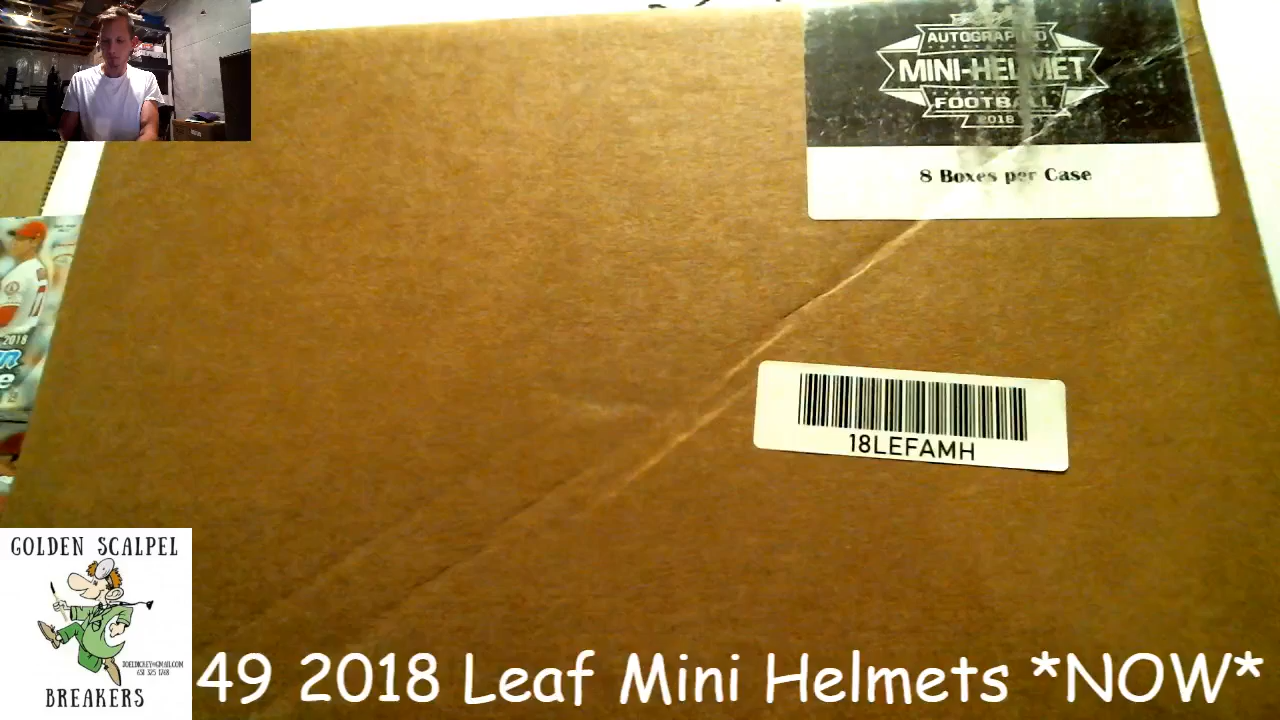 AUTOGRAPHED
MINI-HELMET
FOOTBALL
2018
8 Boxes per Case
18LEFAMH
2018
GOLDEN SCALPEL
BREAKERS
49 2018 Leaf Mini Helmets *NOW*